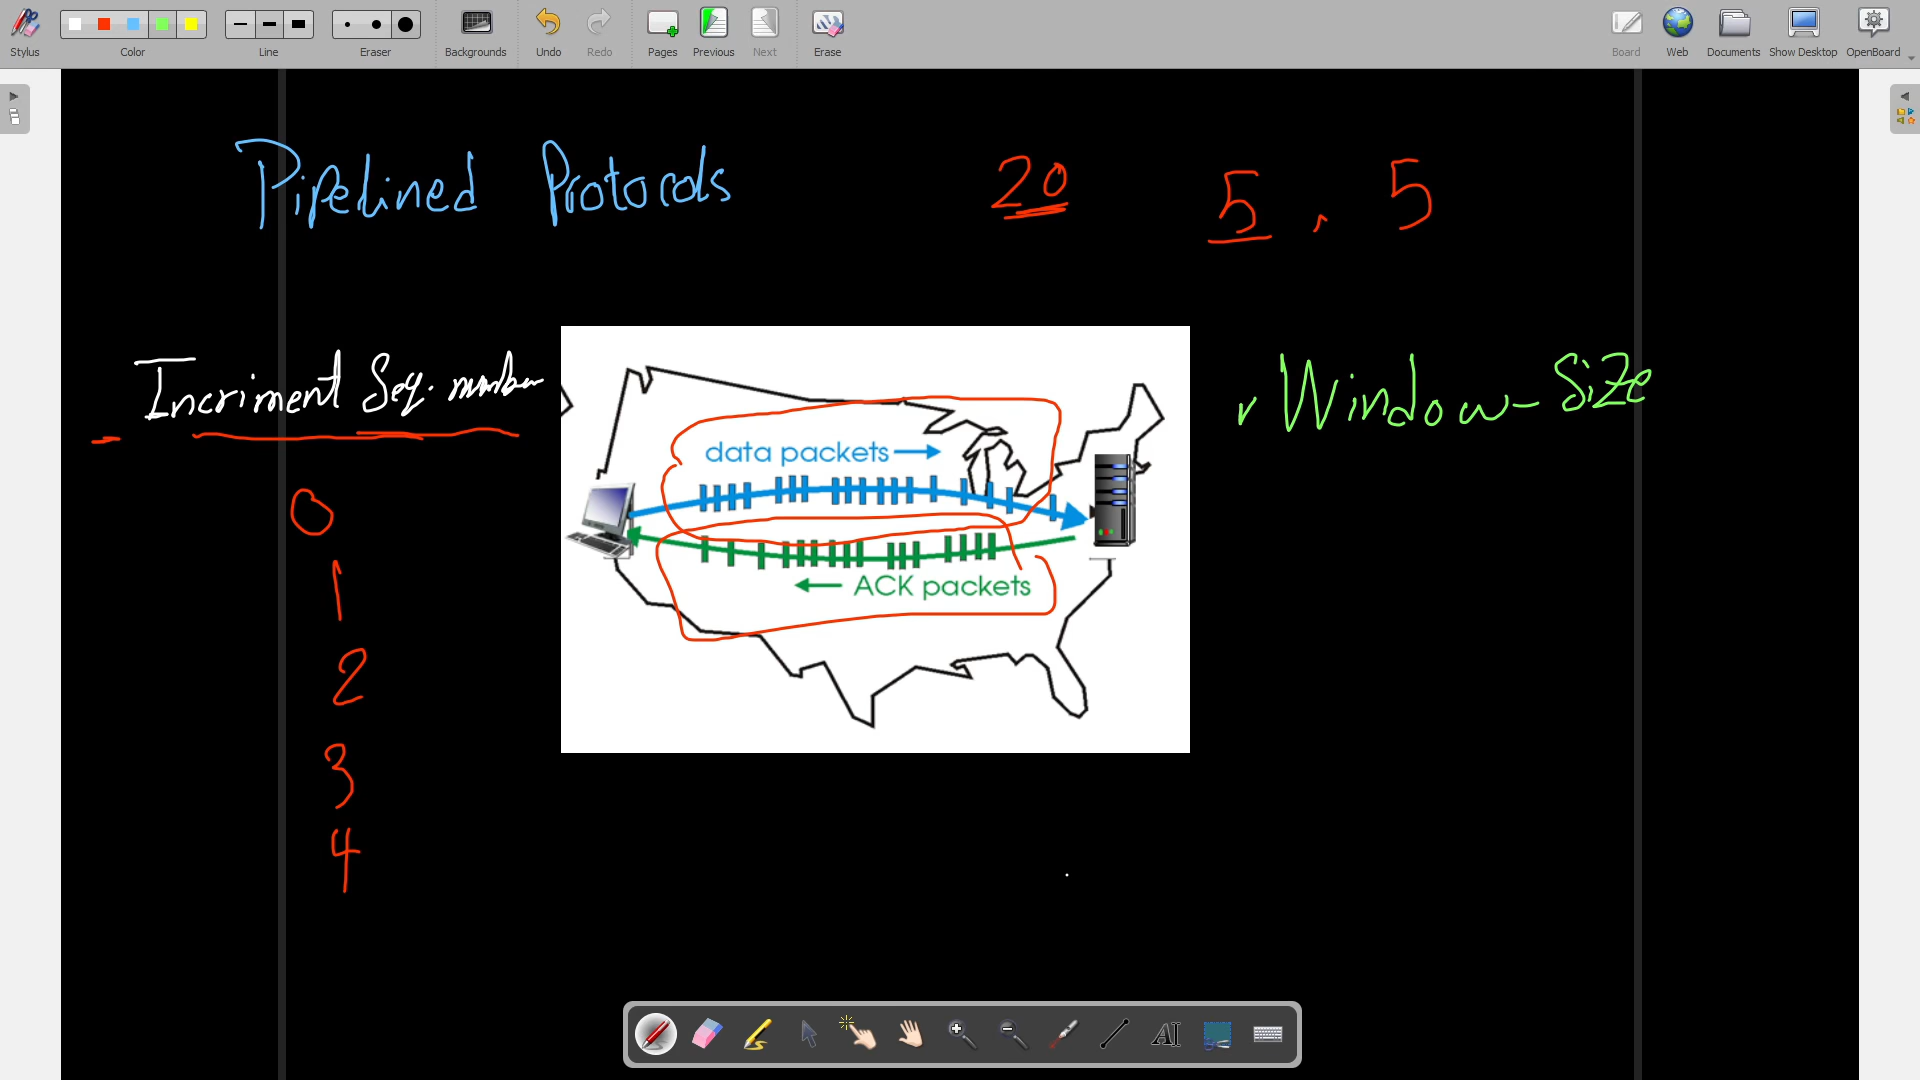 Stylus Color Line Eraser Backgrounds Undo Redo Pages Previous Next Erase Board Web Documents Show Desktop OpenBoard
Pipelined Protocols 20 5 , 5
Incriment Seq. number
Window-Size
data packets
ACK packets
0
1
2
3
4
AI